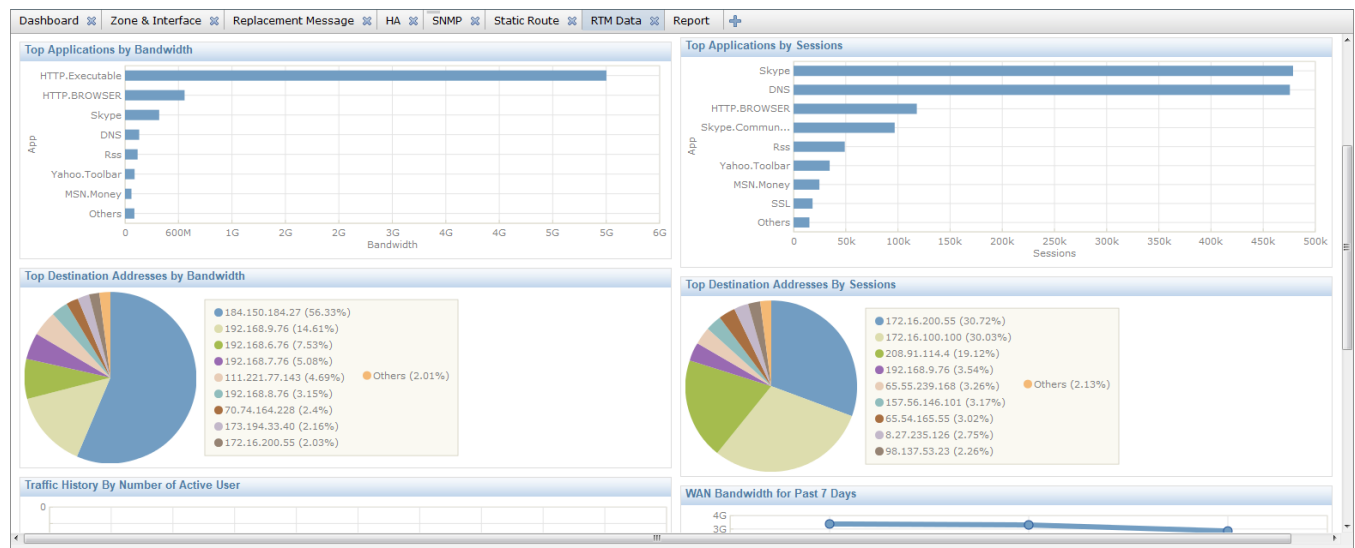 Dashboard Zone & Interface Replacement Message HA SNMP Static Route RTM Data Report
Top Applications by Bandwidth
HTTP.Executable
HTTP.BROWSER
Skype
DNS
Rss
Yahoo.Toolbar
MSN.Money
Others
App
0 600M 1G 2G 2G 3G 4G 4G 5G 5G 6G
Bandwidth
Top Applications by Sessions
Skype
DNS
HTTP.BROWSER
Skype.Commun...
Rss
Yahoo.Toolbar
MSN.Money
SSL
Others
App
0 50k 100k 150k 200k 250k 300k 350k 400k 450k 500k
Sessions
Top Destination Addresses by Bandwidth
184.150.184.27 (56.33%)
192.168.9.76 (14.61%)
192.168.6.76 (7.53%)
192.168.7.76 (5.08%)
111.221.77.143 (4.69%)
192.168.8.76 (3.15%)
70.74.164.228 (2.4%)
173.194.33.40 (2.16%)
172.16.200.55 (2.03%)
Others (2.01%)
Top Destination Addresses By Sessions
172.16.200.55 (30.72%)
172.16.100.100 (30.03%)
208.91.114.4 (19.12%)
192.168.9.76 (3.54%)
65.55.239.168 (3.26%)
157.56.146.101 (3.17%)
65.54.165.55 (3.02%)
8.27.235.126 (2.75%)
98.137.53.23 (2.26%)
Others (2.13%)
Traffic History By Number of Active User
0
WAN Bandwidth for Past 7 Days
4G
3G